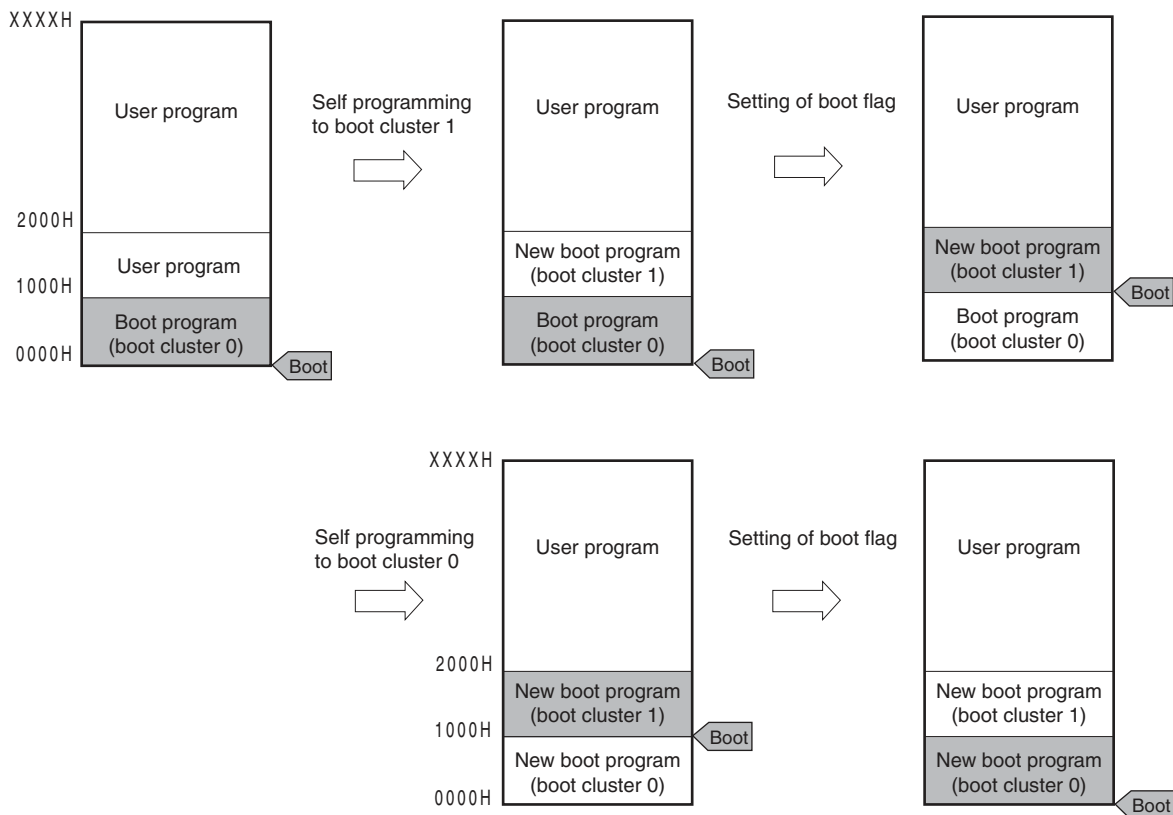 XXXXH
User program
2000H
User program
1000H
Boot program
(boot cluster 0)
0000H
Boot
Self programming
to boot cluster 1
User program
New boot program
(boot cluster 1)
Boot program
(boot cluster 0)
Boot
Setting of boot flag
User program
New boot program
(boot cluster 1)
Boot
Boot program
(boot cluster 0)
Self programming
to boot cluster 0
XXXXH
User program
2000H
New boot program
(boot cluster 1)
1000H
Boot
New boot program
(boot cluster 0)
0000H
Setting of boot flag
User program
New boot program
(boot cluster 1)
New boot program
(boot cluster 0)
Boot